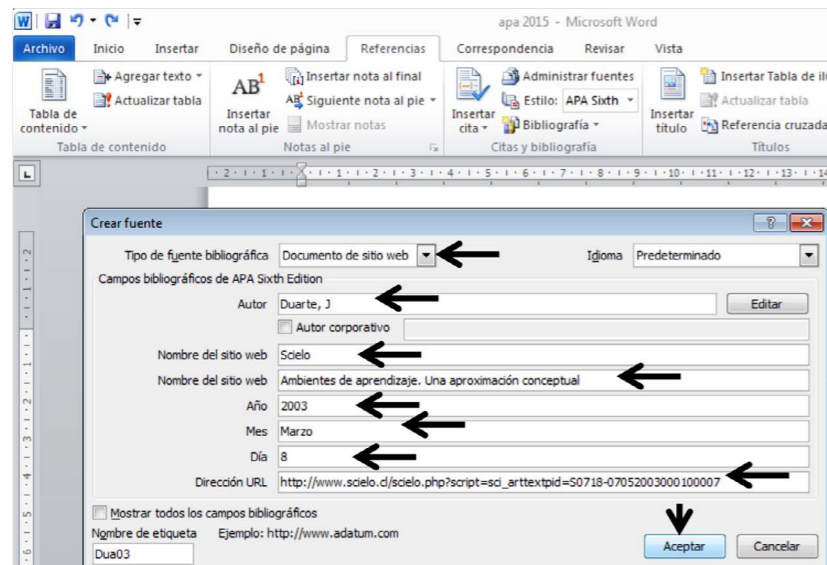 apa 2015 - Microsoft Word
Archivo Inicio Insertar Diseño de página Referencias Correspondencia Revisar Vista
Tabla de contenido
Agregar texto
Actualizar tabla
Tabla de contenido
AB1
Insertar nota al pie
Insertar nota al final
Siguiente nota al pie
Mostrar notas
Notas al pie
Insertar cita
Administrar fuentes
Estilo: APA Sixth
Bibliografía
Citas y bibliografía
Insertar título
Insertar Tabla de ilu
Actualizar tabla
Referencia cruzada
Títulos
Crear fuente
Tipo de fuente bibliográfica Documento de sitio web Idioma Predeterminado
Campos bibliográficos de APA Sixth Edition
Autor Duarte, J Editar
Autor corporativo
Nombre del sitio web Scielo
Nombre del sitio web Ambientes de aprendizaje. Una aproximación conceptual
Año 2003
Mes Marzo
Día 8
Dirección URL http://www.scielo.cl/scielo.php?script=sci_arttextpid=S0718-07052003000100007
Mostrar todos los campos bibliográficos
Nombre de etiqueta Ejemplo: http://www.adatum.com
Dua03
Aceptar Cancelar